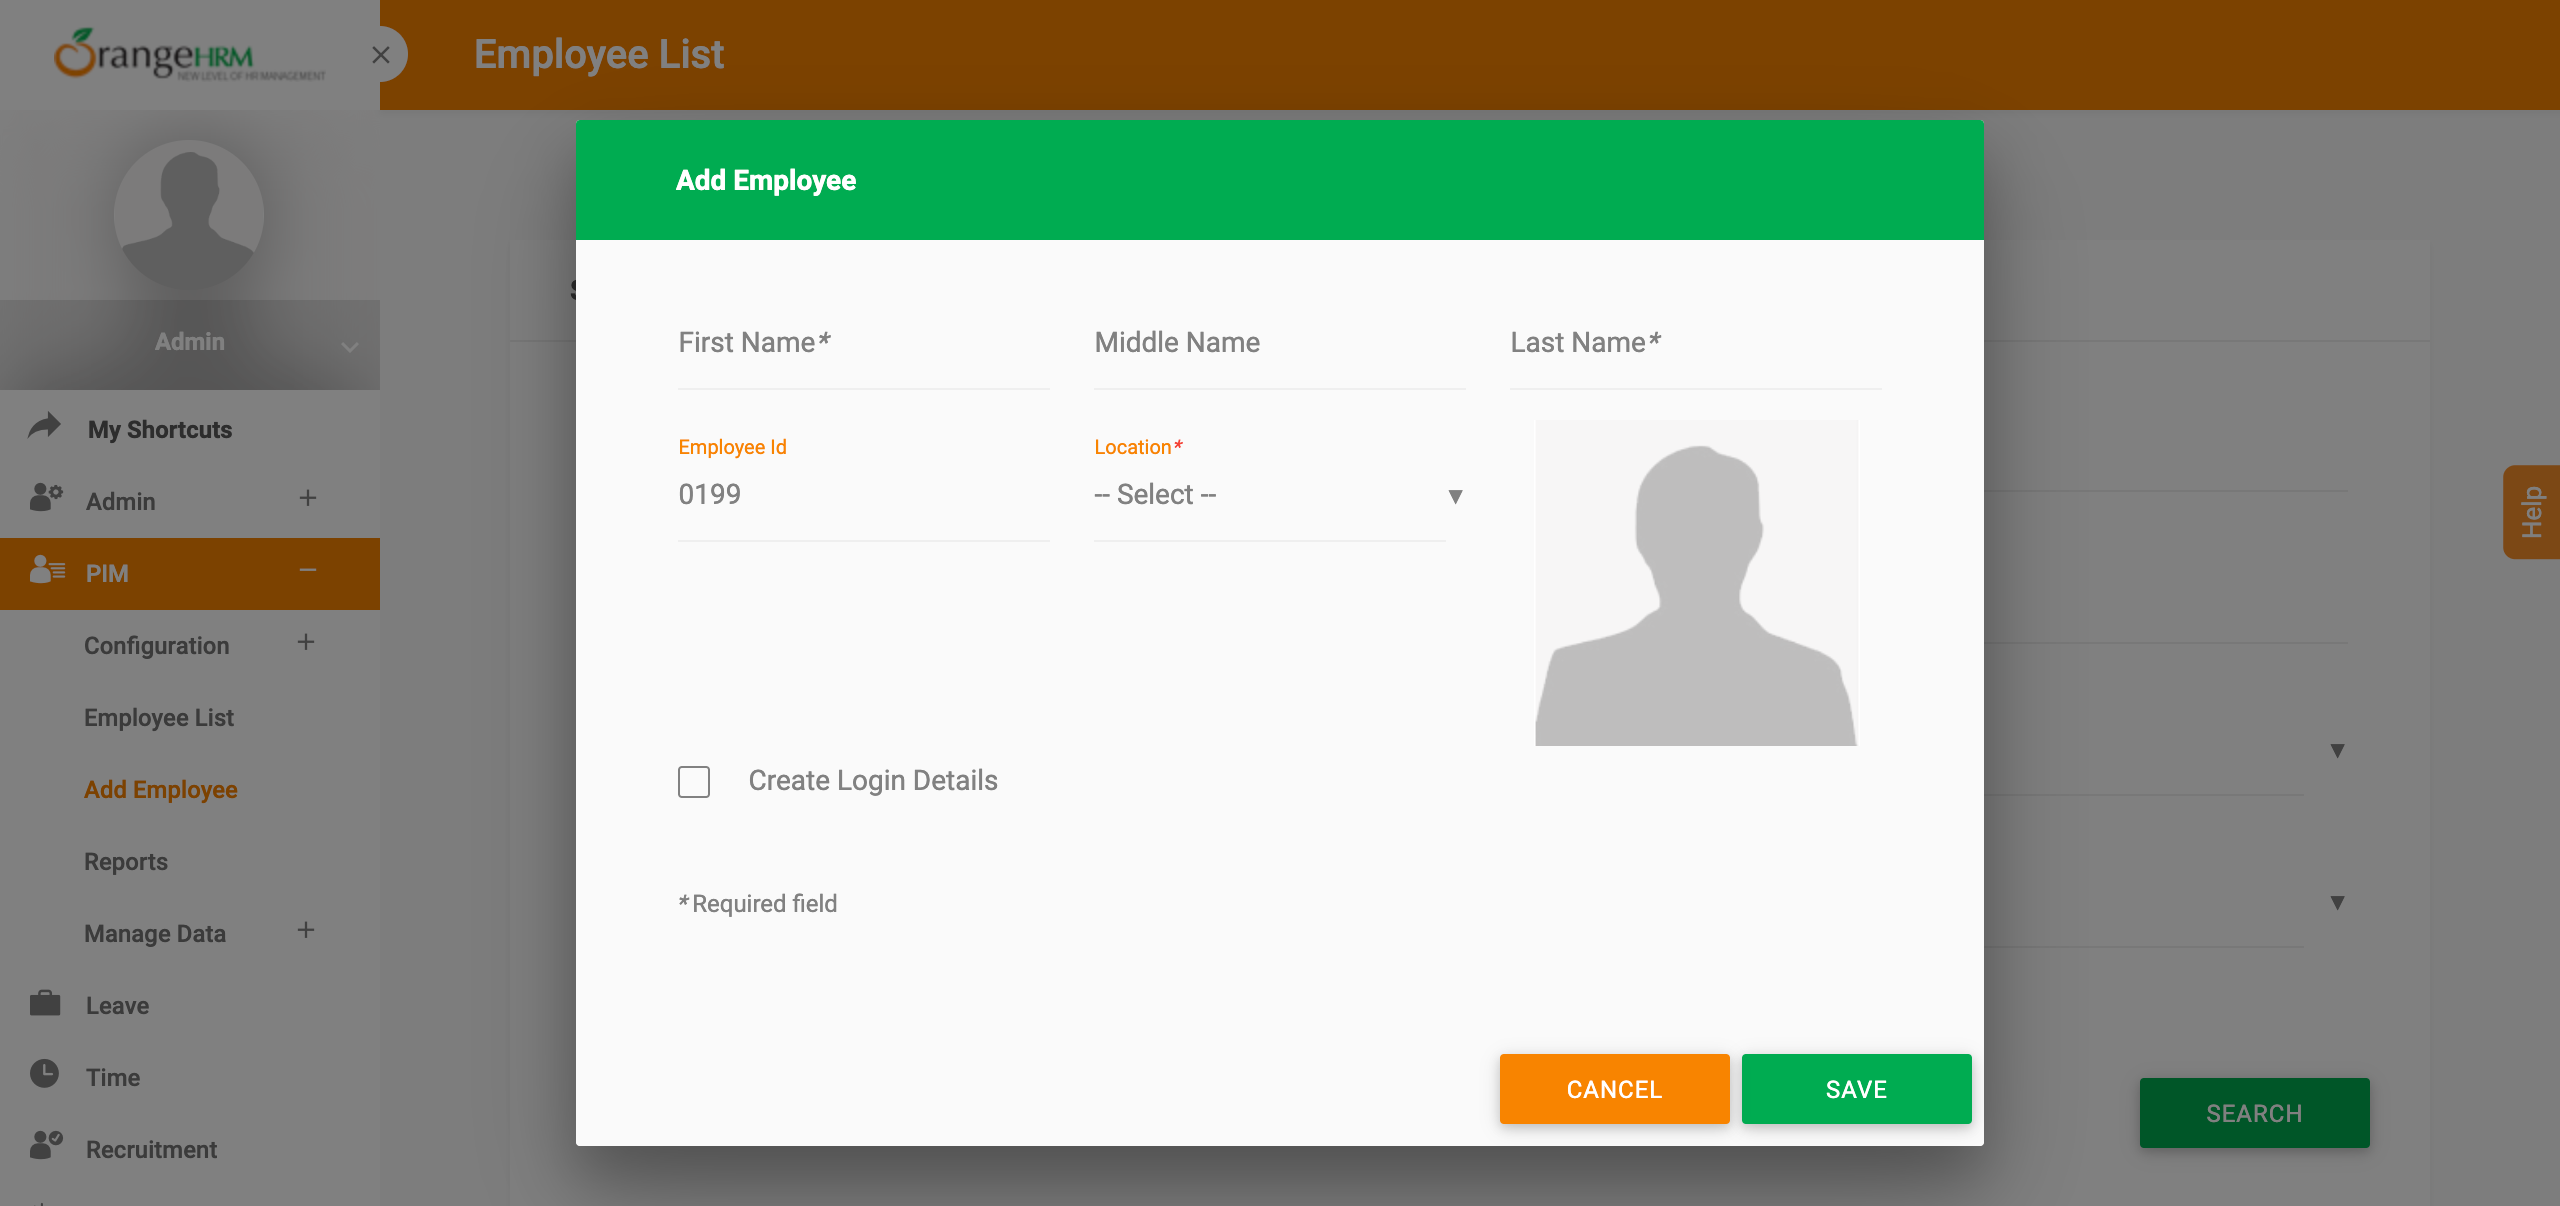 OrangeHRM
NEW LEVEL OF HR MANAGEMENT
Employee List
Admin
My Shortcuts
Admin
PIM
Configuration
Employee List
Add Employee
Reports
Manage Data
Leave
Time
Recruitment
Add Employee
First Name*
Middle Name
Last Name*
Employee Id
Location*
0199
-- Select --
Create Login Details
*Required field
CANCEL
SAVE
SEARCH
Help